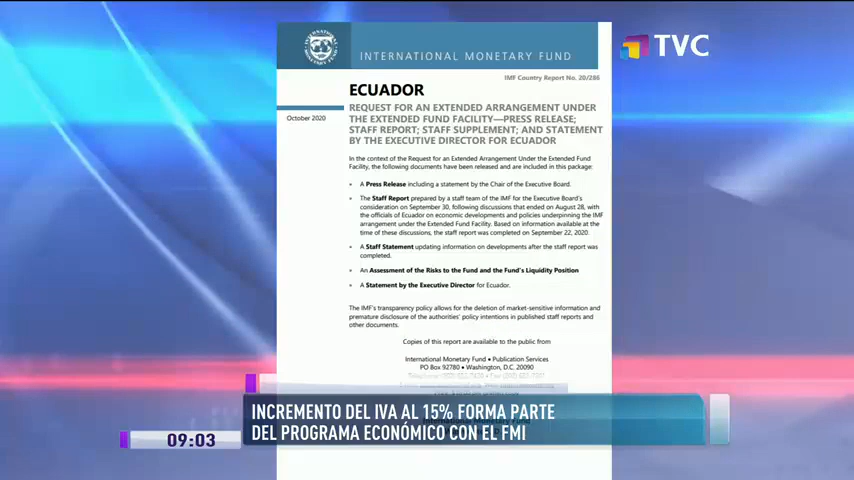 INTERNATIONAL MONETARY FUND
TVC
IMF Country Report No. 20/286
ECUADOR
October 2020
REQUEST FOR AN EXTENDED ARRANGEMENT UNDER
THE EXTENDED FUND FACILITY—PRESS RELEASE;
STAFF REPORT; STAFF SUPPLEMENT; AND STATEMENT
BY THE EXECUTIVE DIRECTOR FOR ECUADOR
In the context of the Request for an Extended Arrangement Under the Extended Fund
Facility, the following documents have been released and are included in this package:
• A Press Release including a statement by the Chair of the Executive Board.
• The Staff Report prepared by a staff team of the IMF for the Executive Board's
consideration on September 30, following discussions that ended on August 28, with
the officials of Ecuador on economic developments and policies underpinning the IMF
arrangement under the Extended Fund Facility. Based on information available at the
time of these discussions, the staff report was completed on September 22, 2020.
• A Staff Statement updating information on developments after the staff report was
completed.
• An Assessment of the Risks to the Fund and the Fund's Liquidity Position
• A Statement by the Executive Director for Ecuador.
The IMF's transparency policy allows for the deletion of market-sensitive information and
premature disclosure of the authorities' policy intentions in published staff reports and
other documents.
Copies of this report are available to the public from
International Monetary Fund • Publication Services
PO Box 92780 • Washington, D.C. 20090
International Monetary Fund
INCREMENTO DEL IVA AL 15% FORMA PARTE
DEL PROGRAMA ECONÓMICO CON EL FMI
09:03